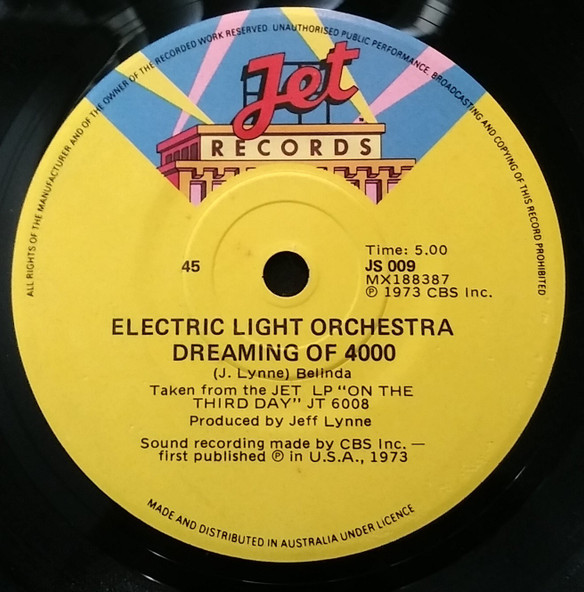 ALL RIGHTS OF THE MANUFACTURER AND OF THE OWNER OF THE RECORDED WORK RESERVED UNAUTHORISED PUBLIC PERFORMANCE, BROADCASTING AND COPYING OF THIS RECORD PROHIBITED
Jet
RECORDS
Time: 5.00
45
JS 009
MX188387
℗ 1973 CBS Inc.
ELECTRIC LIGHT ORCHESTRA
DREAMING OF 4000
(J. Lynne) Belinda
Taken from the JET LP "ON THE
THIRD DAY" JT 6008
Produced by Jeff Lynne
Sound recording made by CBS Inc. —
first published ℗ in U.S.A., 1973
MADE AND DISTRIBUTED IN AUSTRALIA UNDER LICENCE